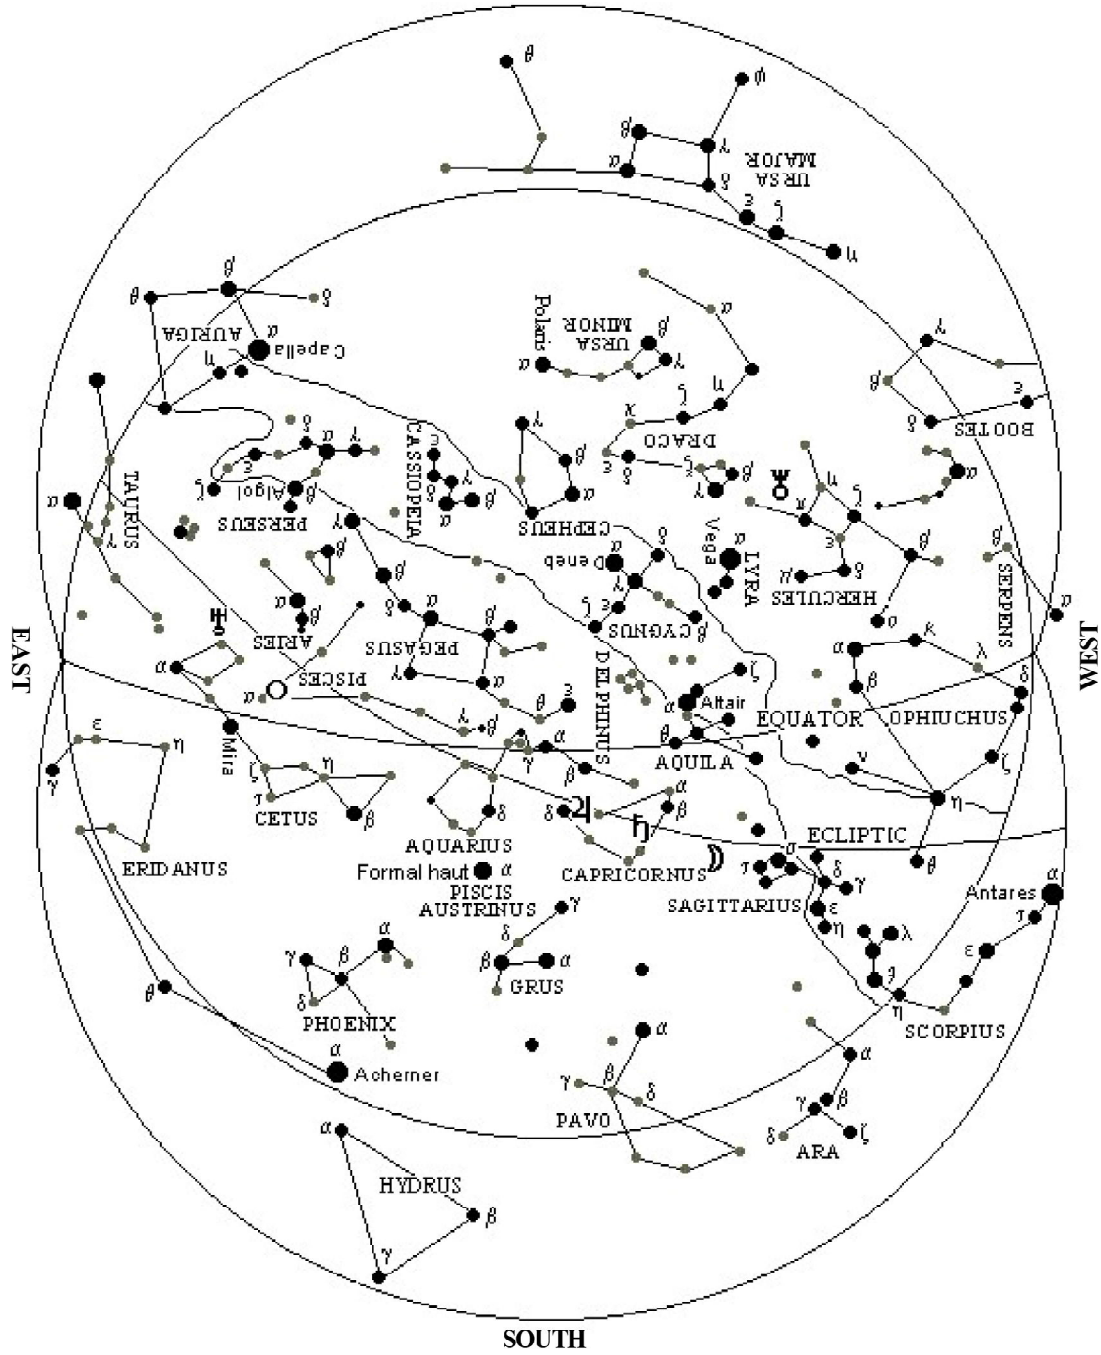 θ
φ
β
γ
α
δ
URSA
MAJOR
ε
ζ
η
β
θ
δ
α
AURIGA
Capella
η
Polaris
α
URSA
MINOR
β
γ
α
η
ζ
κ
DRACO
ε
δ
ζ
β
γ
γ
β
δ
ε
BOOTES
TAURUS
α
γ
δ
α
γ
ε
ζ
Algol
β
PERSEUS
CASSIOPEIA
ε
δ
γ
α
β
γ
β
α
CEPHEUS
Deneb
α
δ
γ
ε
ζ
β
CYGNUS
Vega
α
LYRA
♅
η
ζ
π
ε
β
μ
δ
HERCULES
α
ο
β
SERPENS
α
γ
β
δ
α
β
γ
PEGASUS
β
α
β
ARIES
♅
EAST
WEST
α
α
PISCES
γ
β
θ
ε
DELPHINUS
ζ
α
Altair
θ
AQUILA
EQUATOR
α
κ
β
λ
δ
OPHIUCHUS
ν
ζ
η
θ
ε
γ
η
ERIDANUS
Mira
ζ
η
τ
CETUS
β
γ
α
β
δ
AQUARIUS
δ
♃
α
β
♄
CAPRICORNUS
☽
ECLIPTIC
Formal haut
α
PISCIS
AUSTRINUS
σ
τ
δ
γ
SAGITTARIUS
ε
η
Antares
α
τ
ε
λ
η
SCORPIUS
γ
δ
β
α
GRUS
α
γ
β
δ
PHOENIX
θ
α
Acherner
α
γ
β
δ
PAVO
α
γ
β
δ
ζ
ARA
α
HYDRUS
β
γ
SOUTH